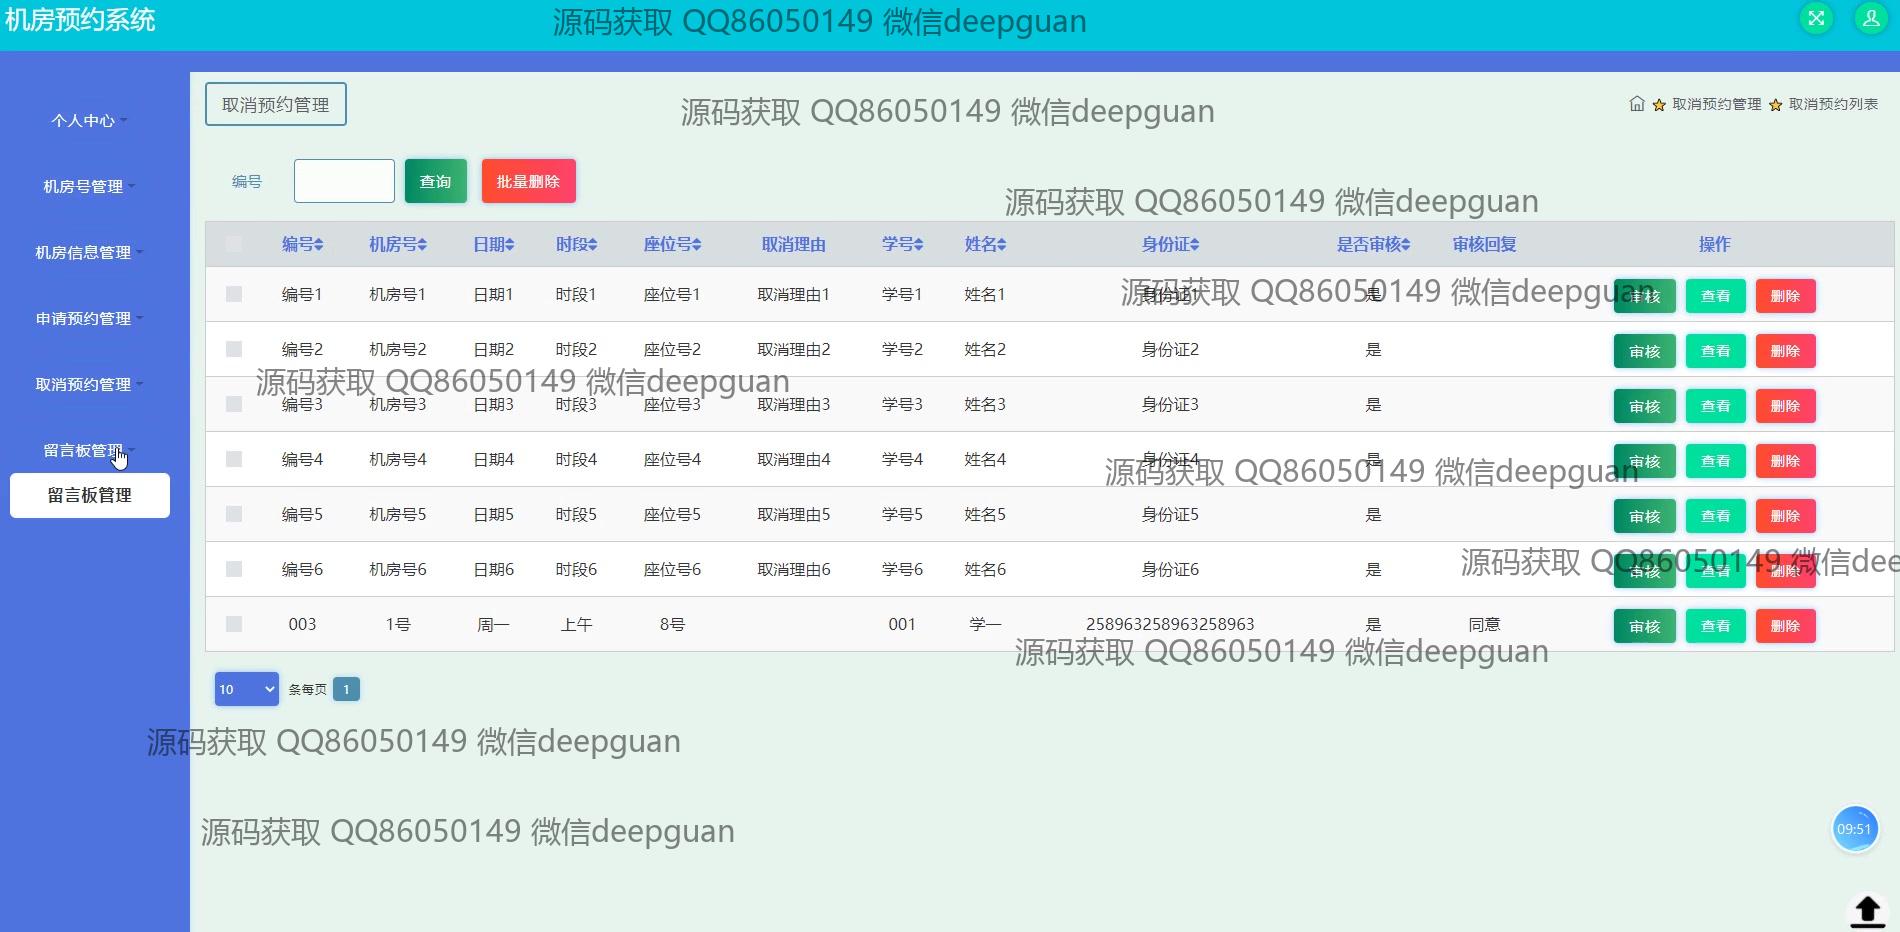 机房预约系统
源码获取 QQ86050149 微信deepguan
取消预约管理
源码获取 QQ86050149 微信deepguan
取消预约管理 取消预约列表
个人中心
机房号管理
机房信息管理
申请预约管理
取消预约管理
留言板管理
留言板管理
编号 查询 批量删除
源码获取 QQ86050149 微信deepguan
编号 机房号 日期 时段 座位号 取消理由 学号 姓名 身份证 是否审核 审核回复 操作
编号1 机房号1 日期1 时段1 座位号1 取消理由1 学号1 姓名1 身份证1 是 审核 查看 删除
源码获取 QQ86050149 微信deepguan
编号2 机房号2 日期2 时段2 座位号2 取消理由2 学号2 姓名2 身份证2 是 审核 查看 删除
源码获取 QQ86050149 微信deepguan
编号3 机房号3 日期3 时段3 座位号3 取消理由3 学号3 姓名3 身份证3 是 审核 查看 删除
编号4 机房号4 日期4 时段4 座位号4 取消理由4 学号4 姓名4 身份证4 是 审核 查看 删除
源码获取 QQ86050149 微信deepguan
编号5 机房号5 日期5 时段5 座位号5 取消理由5 学号5 姓名5 身份证5 是 审核 查看 删除
源码获取 QQ86050149 微信dee
编号6 机房号6 日期6 时段6 座位号6 取消理由6 学号6 姓名6 身份证6 是 审核 查看 删除
003 1号 周一 上午 8号 001 学一 258963258963258963 是 同意 审核 查看 删除
源码获取 QQ86050149 微信deepguan
10 条每页 1
源码获取 QQ86050149 微信deepguan
源码获取 QQ86050149 微信deepguan
09:51